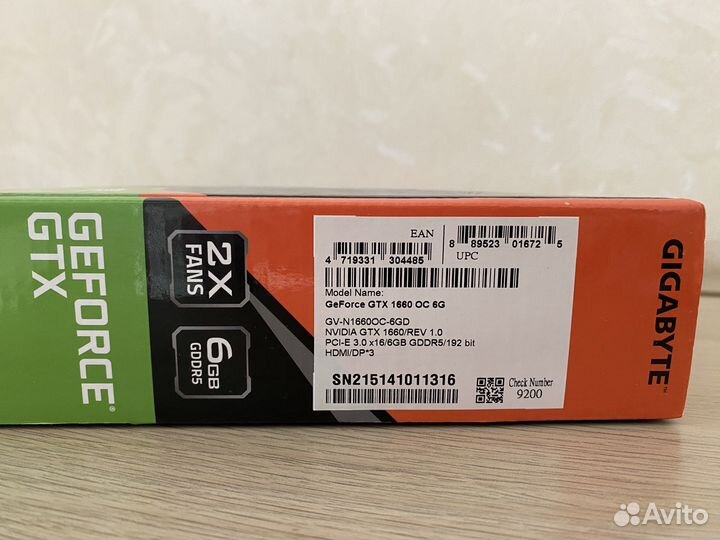 GEFORCE®
GTX
2X
FANS
6GB
GDDR5
EAN
4 719331 304485
8 89523 01672 5
UPC
Model Name:
GeForce GTX 1660 OC 6G
GV-N1660OC-6GD
NVIDIA GTX 1660/REV 1.0
PCI-E 3.0 x16/6GB GDDR5/192 bit
HDMI/DP*3
SN215141011316
Check Number
9200
GIGABYTE™
Avito